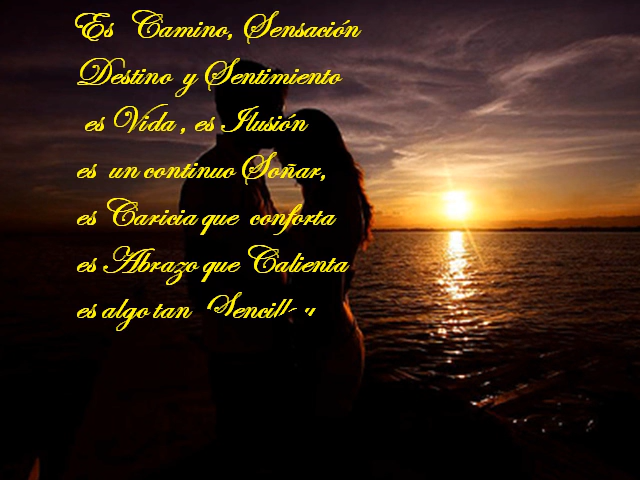 Es Camino, Sensación
Destino y Sentimiento
es Vida, es Ilusión
es un continuo Soñar,
es Caricia que conforta
es Abrazo que Calienta
es algo tan